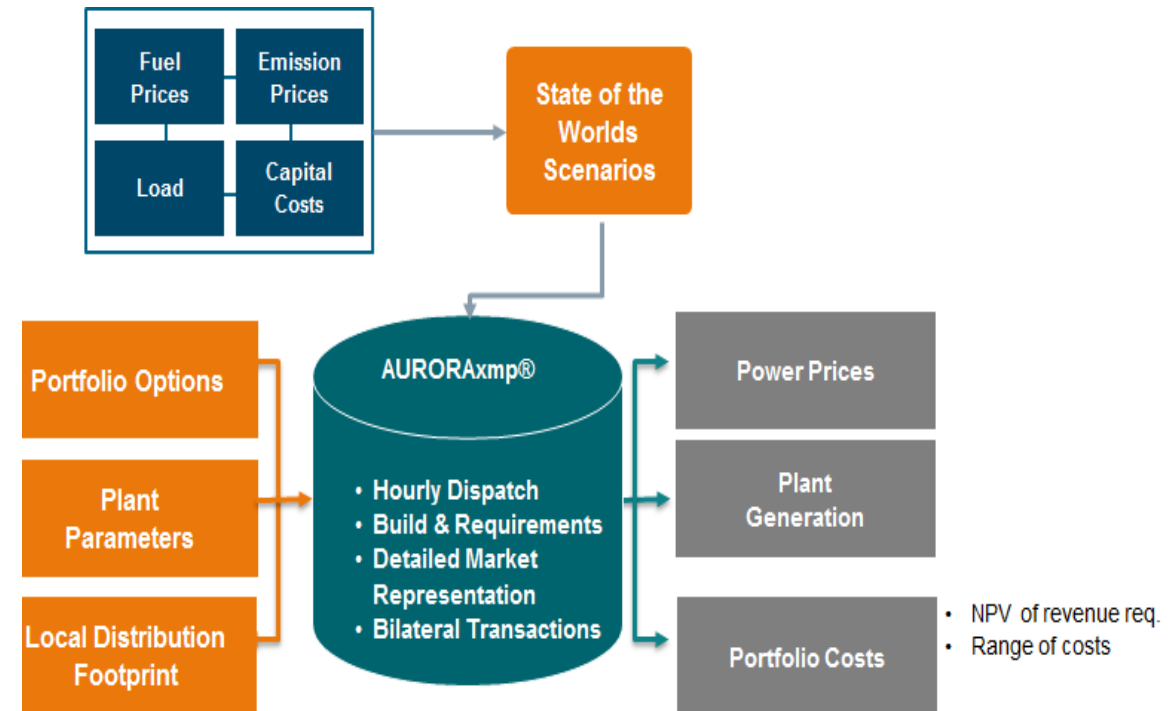 Fuel
Prices
Emission
Prices
Load
Capital
Costs
State of the
Worlds
Scenarios
Portfolio Options
Plant
Parameters
Local Distribution
Footprint
AURORAxmp®
• Hourly Dispatch
• Build & Requirements
• Detailed Market
Representation
• Bilateral Transactions
Power Prices
Plant
Generation
Portfolio Costs
• NPV of revenue req.
• Range of costs